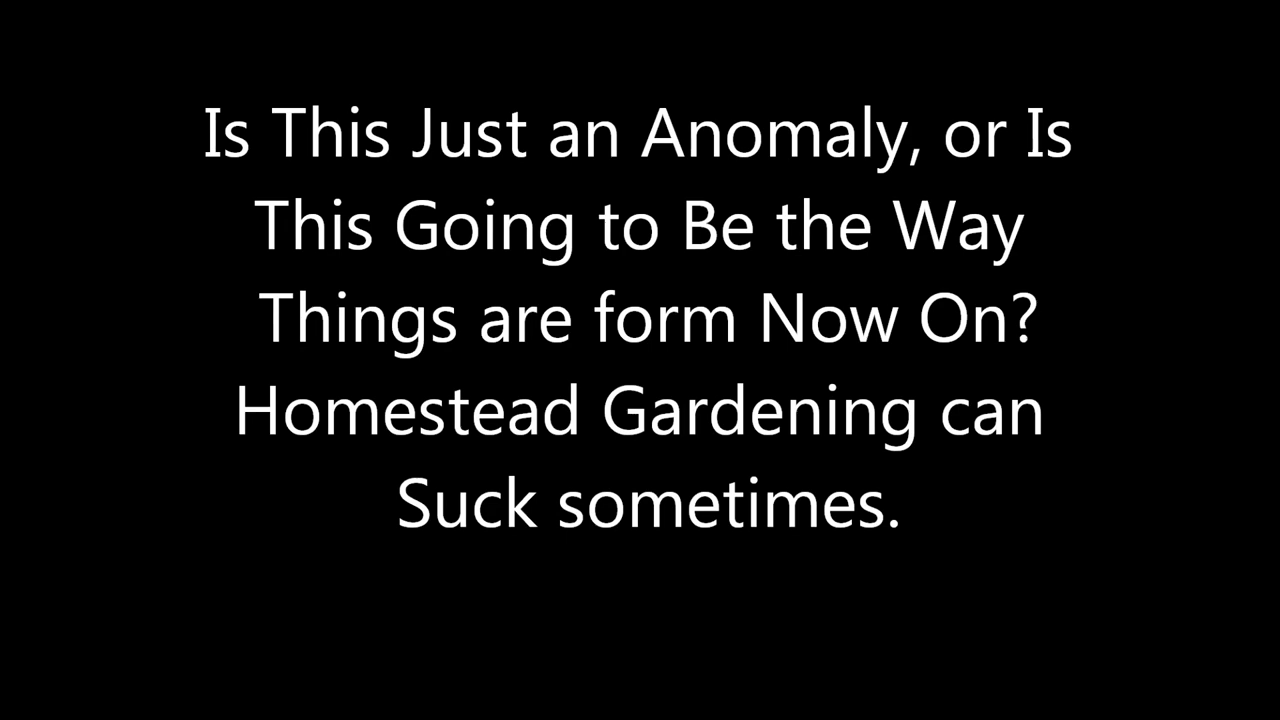 Is This Just an Anomaly, or Is
This Going to Be the Way
Things are form Now On?
Homestead Gardening can
Suck sometimes.